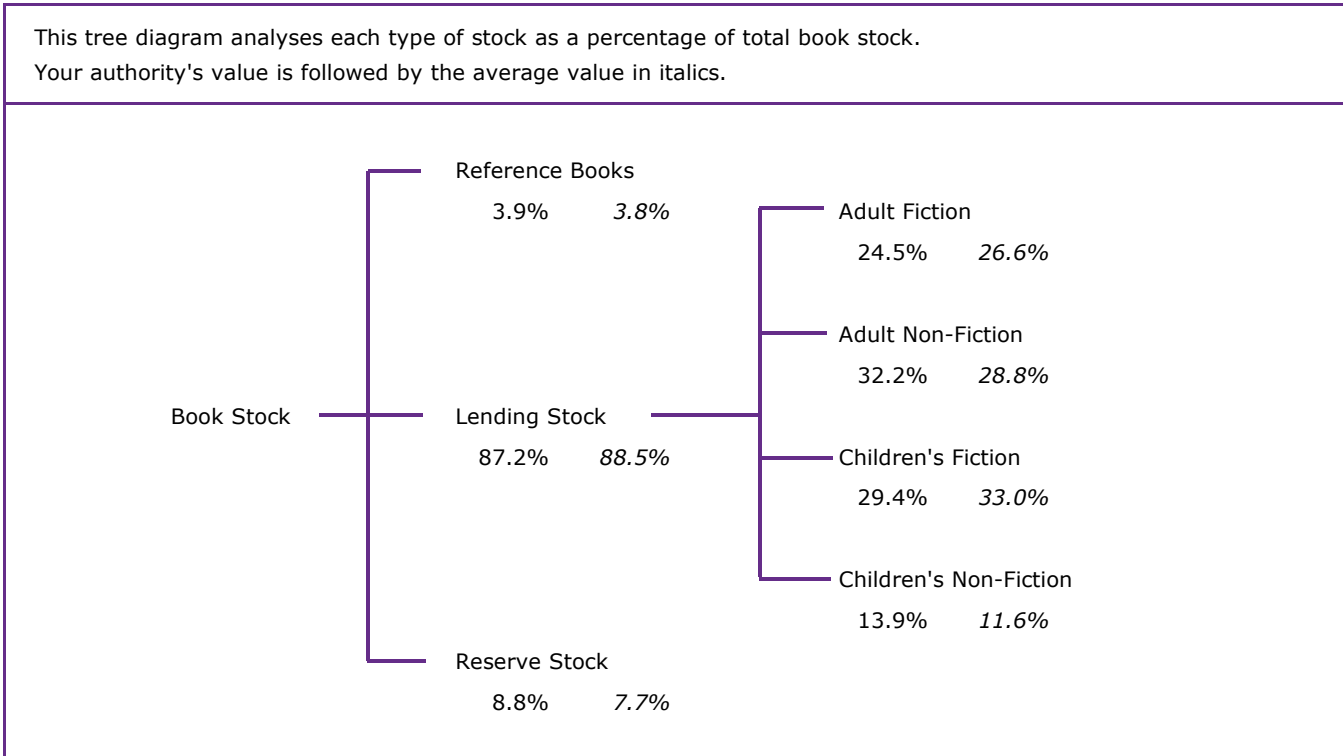 This tree diagram analyses each type of stock as a percentage of total book stock.
Your authority's value is followed by the average value in italics.
Reference Books
3.9% 3.8%
Adult Fiction
24.5% 26.6%
Adult Non-Fiction
32.2% 28.8%
Book Stock
Lending Stock
87.2% 88.5%
Children's Fiction
29.4% 33.0%
Children's Non-Fiction
13.9% 11.6%
Reserve Stock
8.8% 7.7%